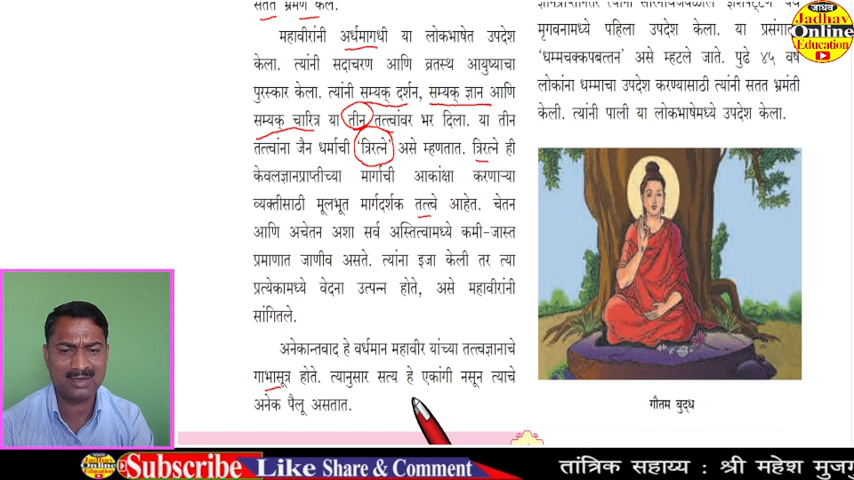 सतत भ्रमण केले.
महावीरांनी अर्धमागधी या लोकभाषेत उपदेश
केला. त्यांनी सदाचरण आणि व्रतस्थ आयुष्याचा
पुरस्कार केला. त्यांनी सम्यक् दर्शन, सम्यक् ज्ञान आणि
सम्यक् चारित्र या तीन तत्त्वांवर भर दिला. या तीन
तत्त्वांना जैन धर्माची ‘त्रिरत्ने’ असे म्हणतात. त्रिरत्ने ही
केवलज्ञानप्राप्तीच्या मार्गाची आकांक्षा करणाऱ्या
व्यक्तीसाठी मूलभूत मार्गदर्शक तत्त्वे आहेत. चेतन
आणि अचेतन अशा सर्व अस्तित्वामध्ये कमी-जास्त
प्रमाणात जाणीव असते. त्यांना इजा केली तर त्या
प्रत्येकामध्ये वेदना उत्पन्न होते, असे महावीरांनी
सांगितले.
अनेकान्तवाद हे वर्धमान महावीर यांच्या तत्त्वज्ञानाचे
गाभासूत्र होते. त्यानुसार सत्य हे एकांगी नसून त्याचे
अनेक पैलू असतात.
मृगवनामध्ये पहिला उपदेश केला. या प्रसंगा
‘धम्मचक्कपबत्तन’ असे म्हटले जाते. पुढे ४५ वर्षे
लोकांना धम्माचा उपदेश करण्यासाठी त्यांनी सतत भ्रमंती
केली. त्यांनी पाली या लोकभाषेमध्ये उपदेश केला.
गौतम बुद्ध
जाधव
Jadhav
Online
Education
Jadhav
Online
Education
Subscribe Like Share & Comment
तांत्रिक सहाय्य : श्री महेश मुजगु